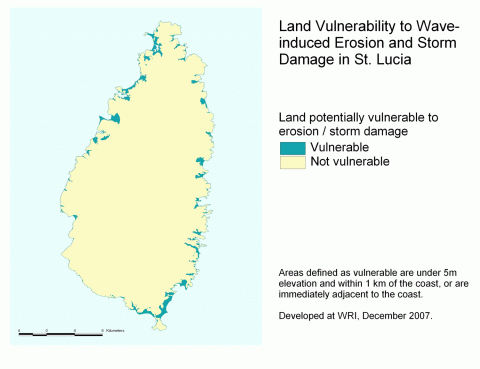 Land Vulnerability to Wave-
induced Erosion and Storm
Damage in St. Lucia
Land potentially vulnerable to
erosion / storm damage
Vulnerable
Not vulnerable
Areas defined as vulnerable are under 5m
elevation and within 1 km of the coast, or are
immediately adjacent to the coast.
Developed at WRI, December 2007.
Kilometers